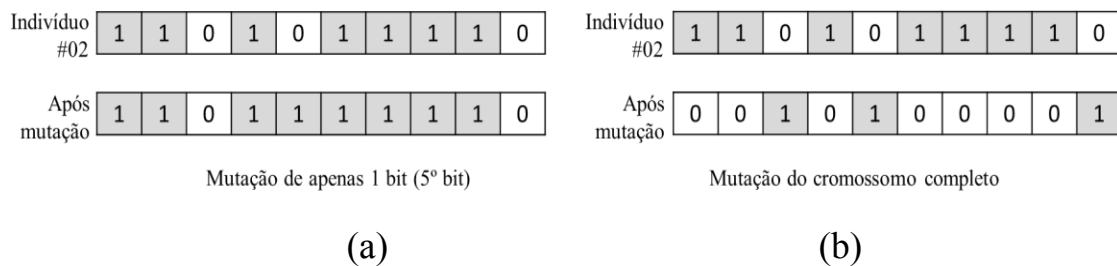 Indivíduo #02
1 1 0 1 0 1 1 1 1 0
Após mutação
1 1 0 1 1 1 1 1 1 0
Mutação de apenas 1 bit (5º bit)
(a)
Indivíduo #02
1 1 0 1 0 1 1 1 1 0
Após mutação
0 0 1 0 1 0 0 0 0 1
Mutação do cromossomo completo
(b)